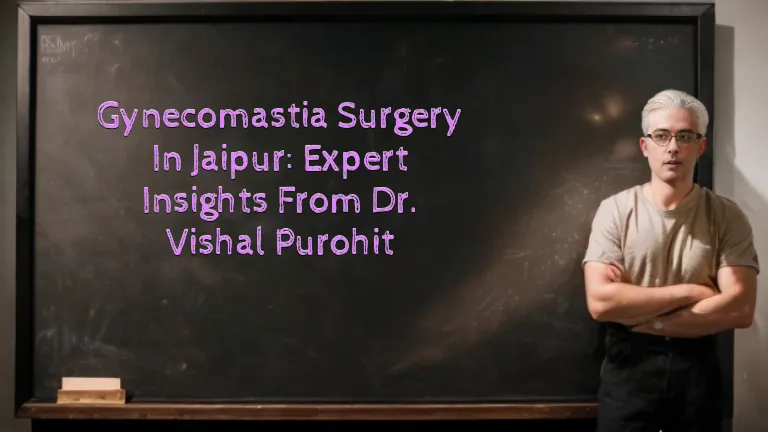 Gynecomastia Surgery
In Jaipur: Expert
Insights From Dr.
Vishal Purohit